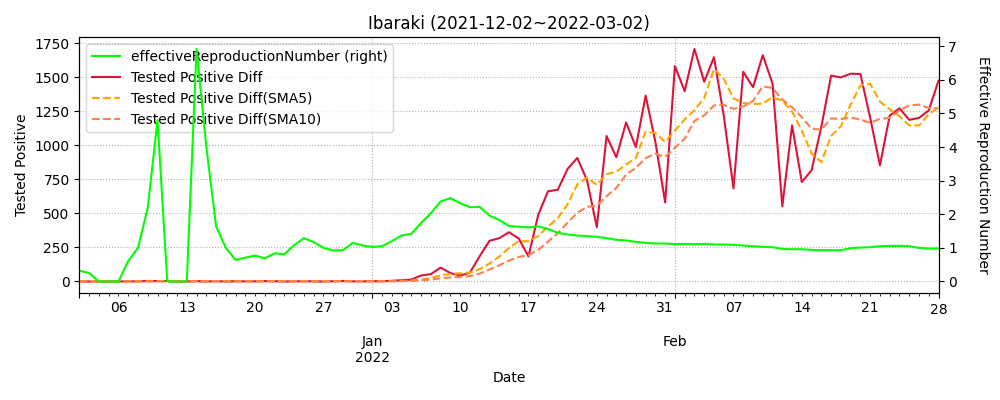 Ibaraki (2021-12-02~2022-03-02)
effectiveReproductionNumber (right)
Tested Positive Diff
Tested Positive Diff(SMA5)
Tested Positive Diff(SMA10)
Tested Positive
1750
1500
1250
1000
750
500
250
0
Effective Reproduction Number
7
6
5
4
3
2
1
0
06 13 20 27 03 10 17 24 31 07 14 21 28
Jan Feb
2022
Date